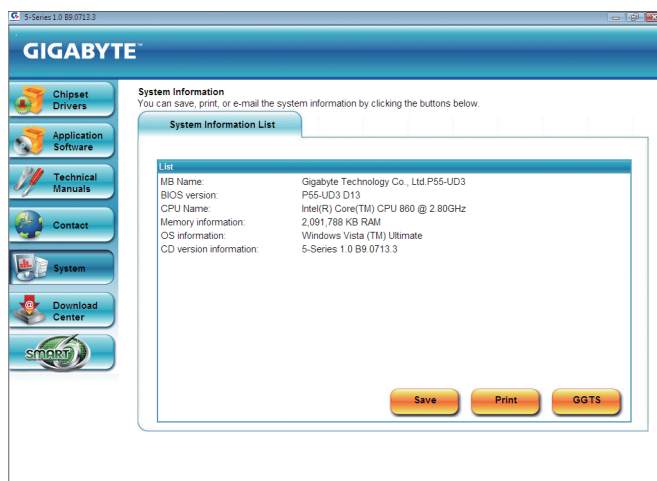 5-Series 1.0 B9.0713.3
GIGABYTE™
Chipset
Drivers
Application
Software
Technical
Manuals
Contact
System
Download
Center
SMART6
System Information
You can save, print, or e-mail the system information by clicking the buttons below.
System Information List
List
MB Name: Gigabyte Technology Co., Ltd.P55-UD3
BIOS version: P55-UD3 D13
CPU Name: Intel(R) Core(TM) CPU 860 @ 2.80GHz
Memory information: 2,091,788 KB RAM
OS information: Windows Vista (TM) Ultimate
CD version information: 5-Series 1.0 B9.0713.3
Save Print GGTS